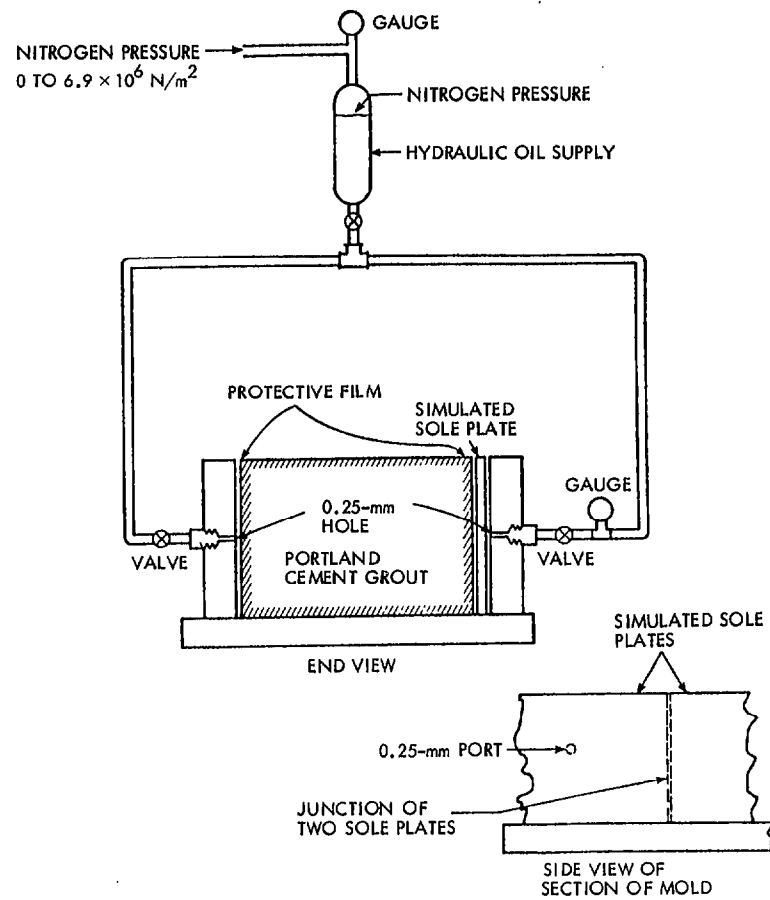 GAUGE
NITROGEN PRESSURE
0 TO 6.9 × 10⁶ N/m²
NITROGEN PRESSURE
HYDRAULIC OIL SUPPLY
PROTECTIVE FILM
SIMULATED
SOLE PLATE
GAUGE
0.25-mm
HOLE
VALVE
PORTLAND
CEMENT GROUT
VALVE
END VIEW
SIMULATED SOLE
PLATES
0.25-mm PORT
JUNCTION OF
TWO SOLE PLATES
SIDE VIEW OF
SECTION OF MOLD